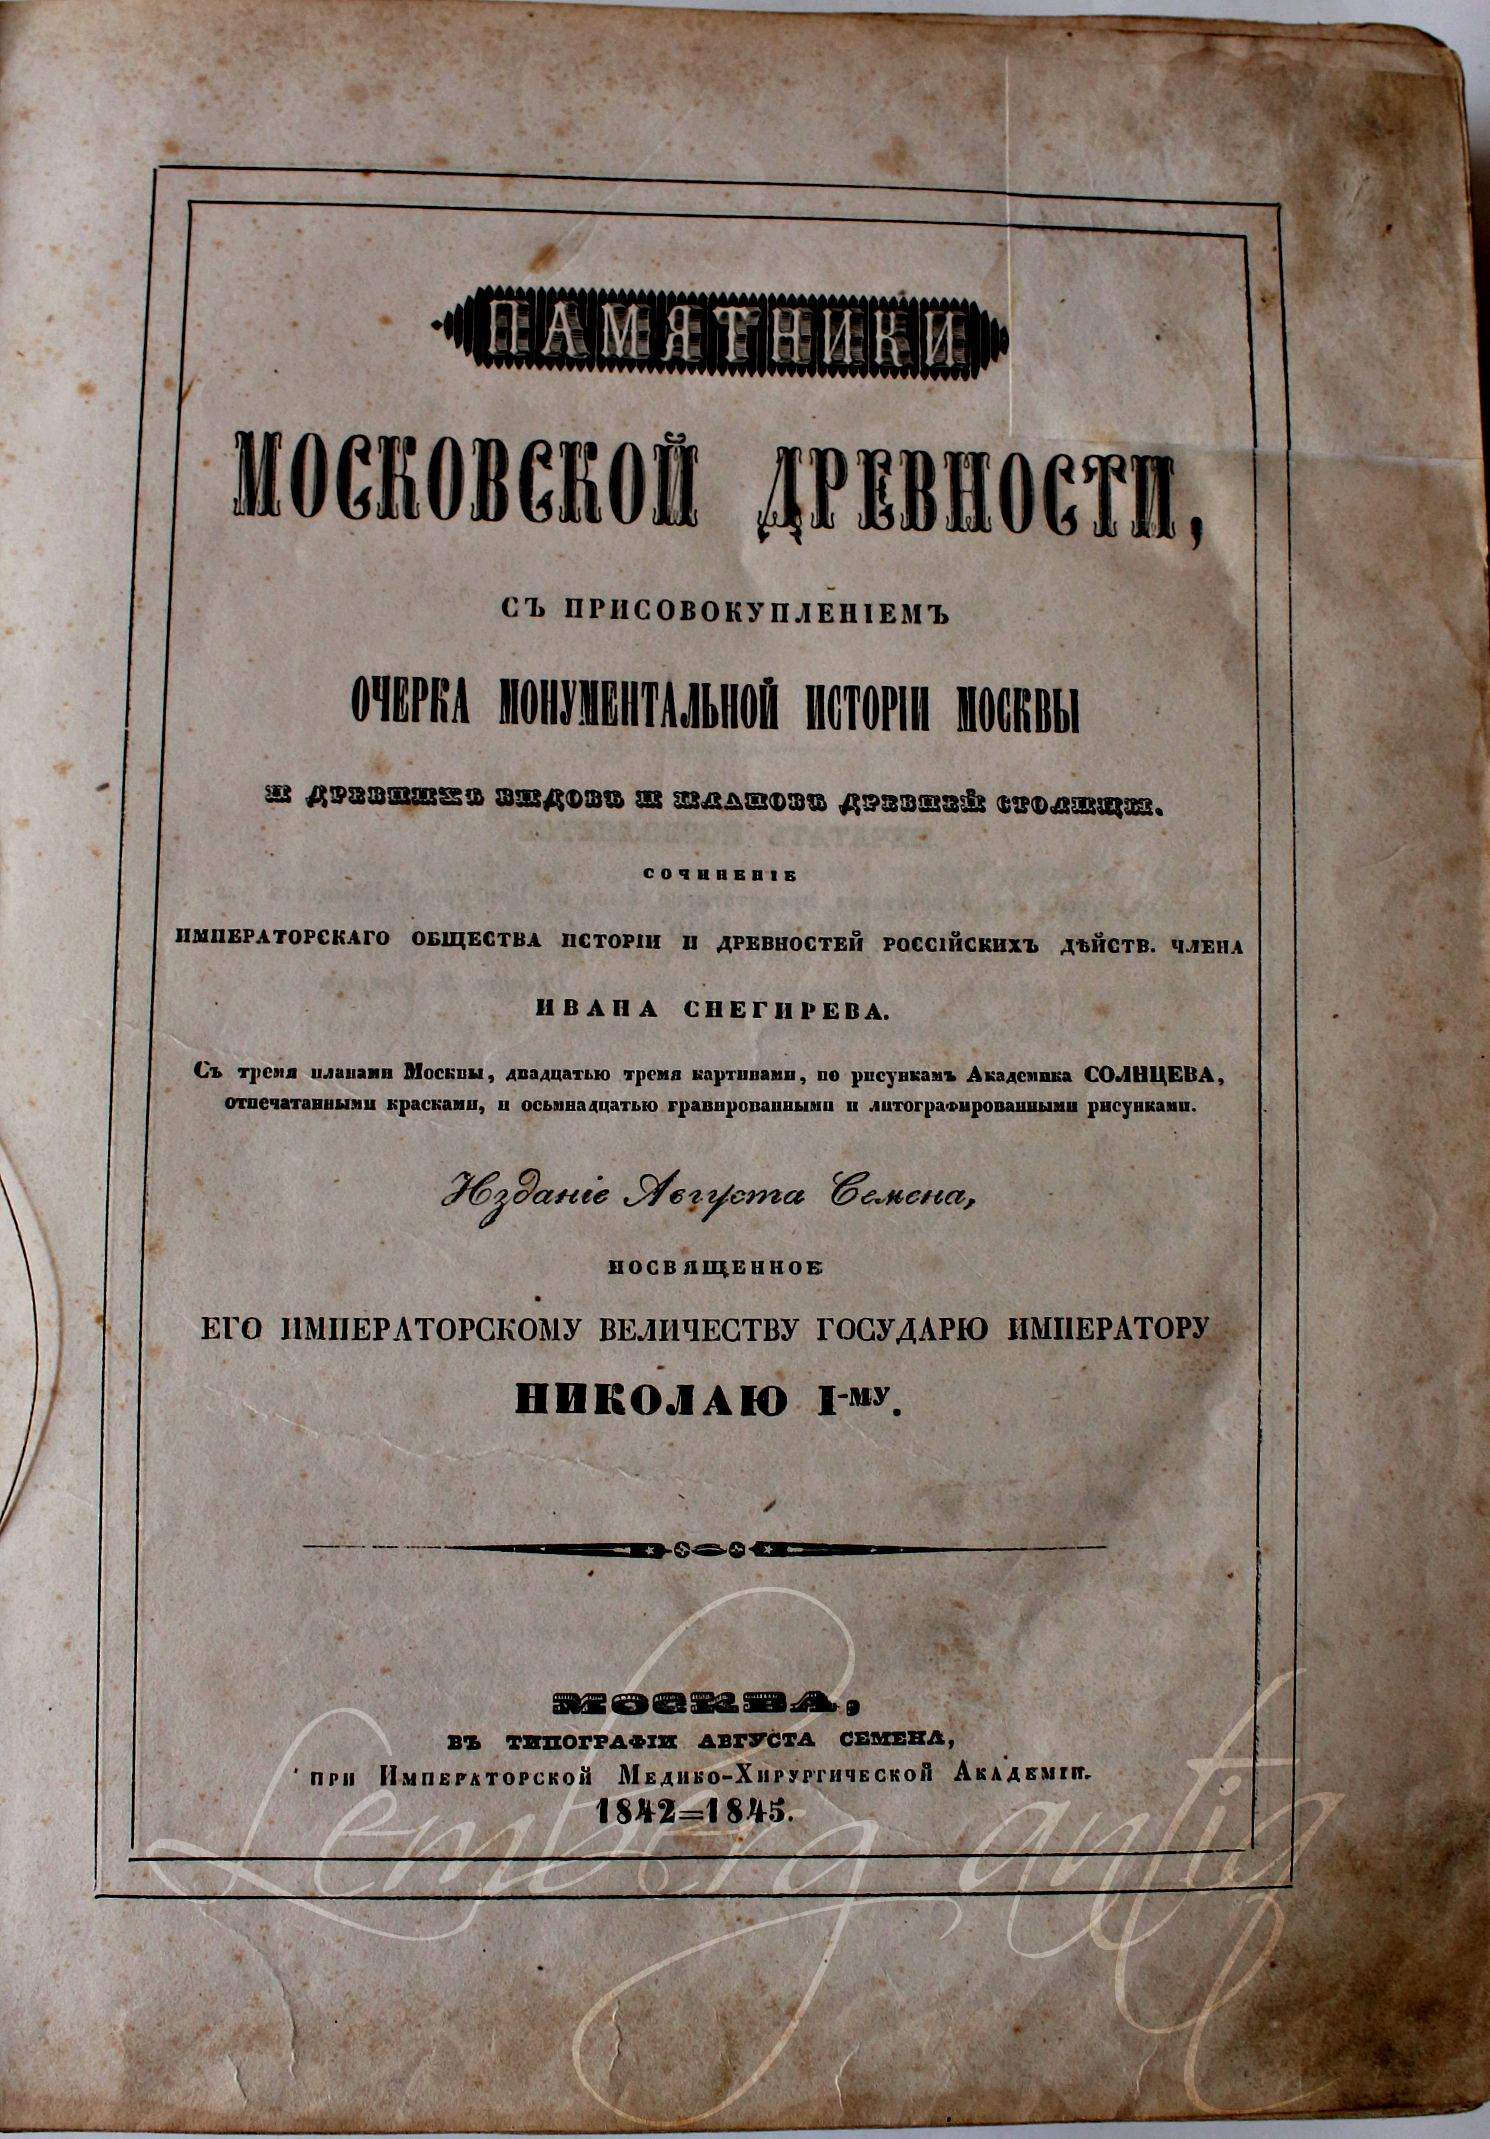 ПАМЯТНИКИ
МОСКОВСКОЙ ДРЕВНОСТИ,
СЪ ПРИСОВОКУПЛЕНІЕМЪ
ОЧЕРКА МОНУМЕНТАЛЬНОЙ ИСТОРІИ МОСКВЫ
И ДРЕВНИХЪ ВИДОВЪ И ПЛАНОВЪ ДРЕВНЕЙ СТОЛИЦЫ.
СОЧИНЕНІЕ
ИМПЕРАТОРСКАГО ОБЩЕСТВА ИСТОРІИ И ДРЕВНОСТЕЙ РОССІЙСКИХЪ ДѢЙСТВ. ЧЛЕНА
ИВАНА СНЕГИРЕВА.
Съ тремя планами Москвы, двадцатью тремя картинами, по рисункамъ Академика СОЛНЦЕВА,
отпечатанными красками, и осьмнадцатью гравированными и литографированными рисунками.
Изданіе Августа Семена,
ПОСВЯЩЕННОЕ
ЕГО ИМПЕРАТОРСКОМУ ВЕЛИЧЕСТВУ ГОСУДАРЮ ИМПЕРАТОРУ
НИКОЛАЮ I-МУ.
МОСКВА,
ВЪ ТИПОГРАФІИ АВГУСТА СЕМЕНА,
ПРИ ИМПЕРАТОРСКОЙ МЕДИКО-ХИРУРГИЧЕСКОЙ АКАДЕМІИ.
1842=1845.
Lemberg_antiq